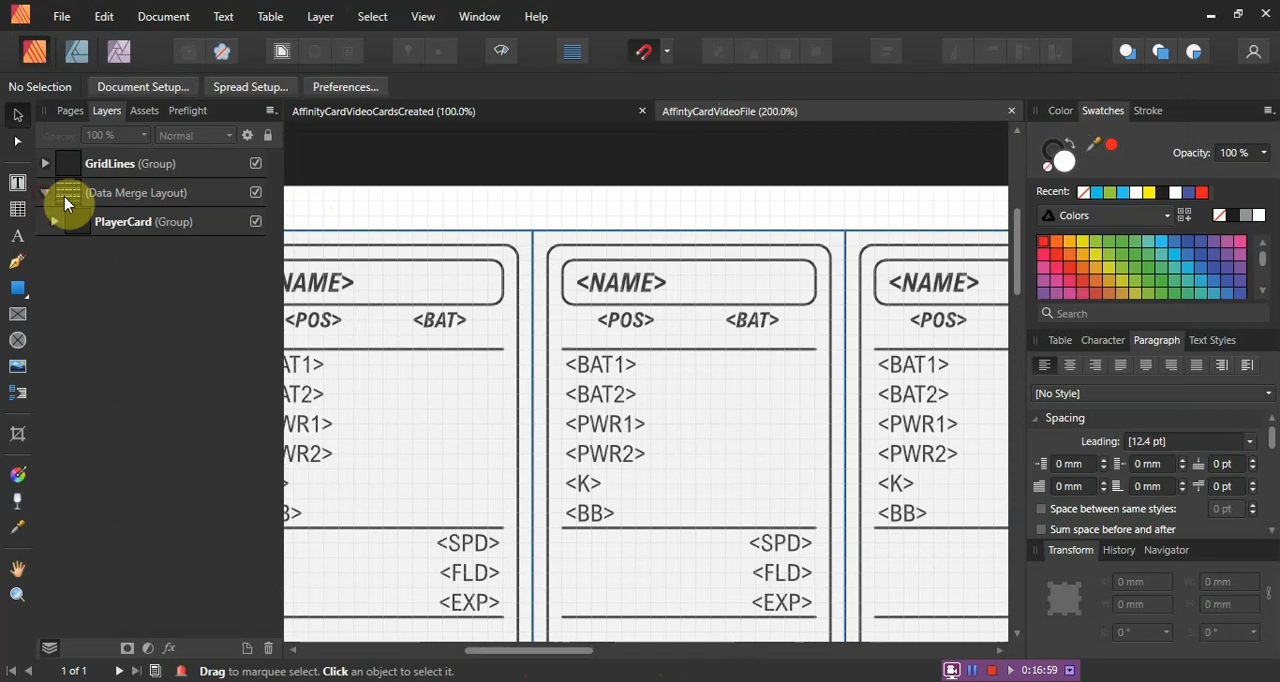 File Edit Document Text Table Layer Select View Window Help
No Selection Document Setup... Spread Setup... Preferences...
Pages Layers Assets Preflight
AffinityCardVideoCardsCreated (100.0%)
AffintyCardVideoFile (200.0%)
Color Swatches Stroke
100 % Normal
GridLines (Group)
(Data Merge Layout)
PlayerCard (Group)
Opacity: 100 %
Recent:
Colors
Search
Table Character Paragraph Text Styles
[No Style]
Spacing
Leading: [12.4 pt]
0 mm 0 mm 0 pt
0 mm 0 mm 0 pt
Space between same styles: 0 pt
Sum space before and after
Transform History Navigator
X: 0 mm W: 0 mm
Y: 0 mm H: 0 mm
R: 0 ° S: 0 °
NAME> <NAME> <NAME>
<POS> <BAT> <POS> <BAT> <POS>
AT1> <BAT1> <BAT1>
AT2> <BAT2> <BAT2>
WR1> <PWR1> <PWR1>
WR2> <PWR2> <PWR2>
> <K> <K>
B> <BB> <BB>
<SPD> <SPD>
<FLD> <FLD>
<EXP> <EXP>
1 of 1
Drag to marquee select. Click an object to select it.
0:16:59